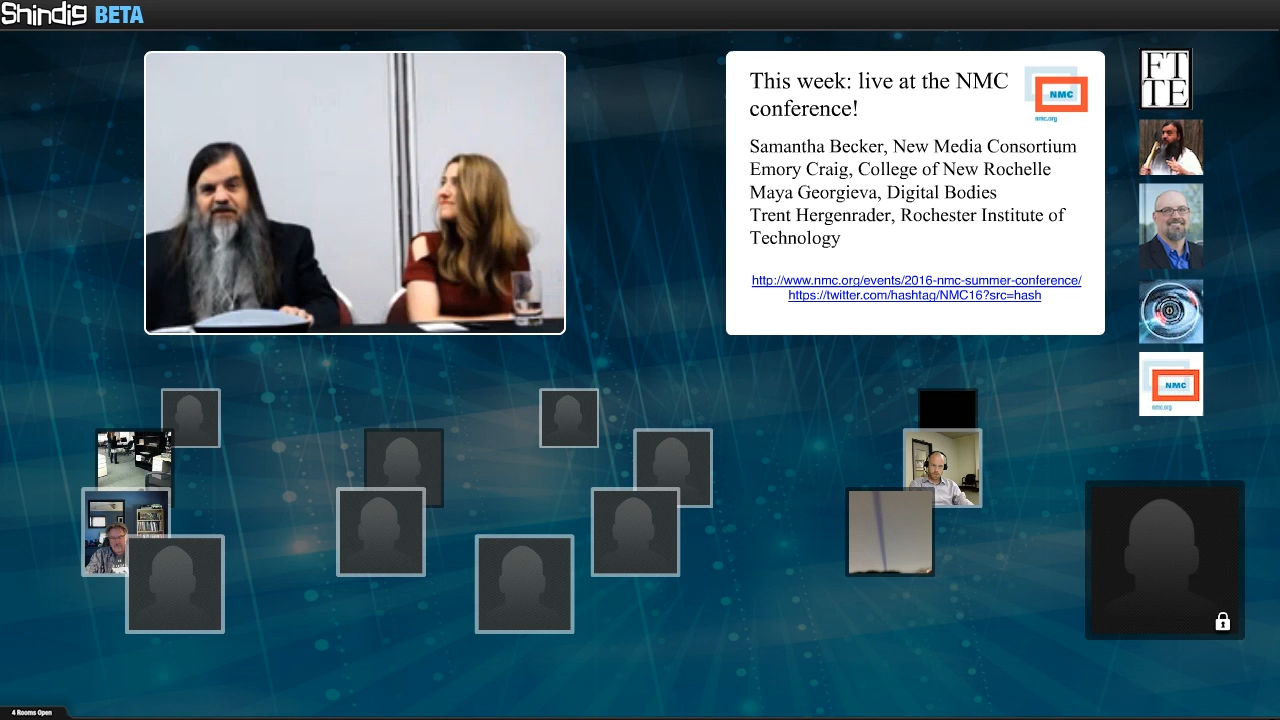 Shindig BETA
This week: live at the NMC
conference!
NMC
nmc.org
Samantha Becker, New Media Consortium
Emory Craig, College of New Rochelle
Maya Georgieva, Digital Bodies
Trent Hergenrader, Rochester Institute of
Technology
http://www.nmc.org/events/2016-nmc-summer-conference/
https://twitter.com/hashtag/NMC16?src=hash
FT
TE
NMC
nmc.org
4 Rooms Open